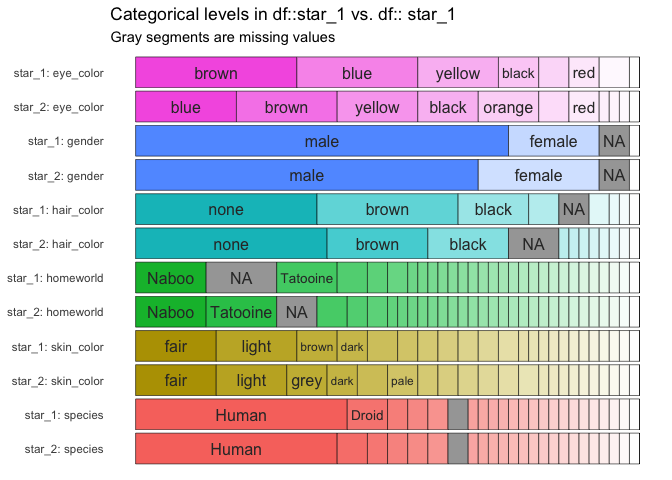 Categorical levels in df::star_1 vs. df:: star_1
Gray segments are missing values
star_1: eye_color brown blue yellow black red
star_2: eye_color blue brown yellow black orange red
star_1: gender male female NA
star_2: gender male female NA
star_1: hair_color none brown black NA
star_2: hair_color none brown black NA
star_1: homeworld Naboo NA Tatooine
star_2: homeworld Naboo Tatooine NA
star_1: skin_color fair light brown dark
star_2: skin_color fair light grey dark pale
star_1: species Human Droid
star_2: species Human